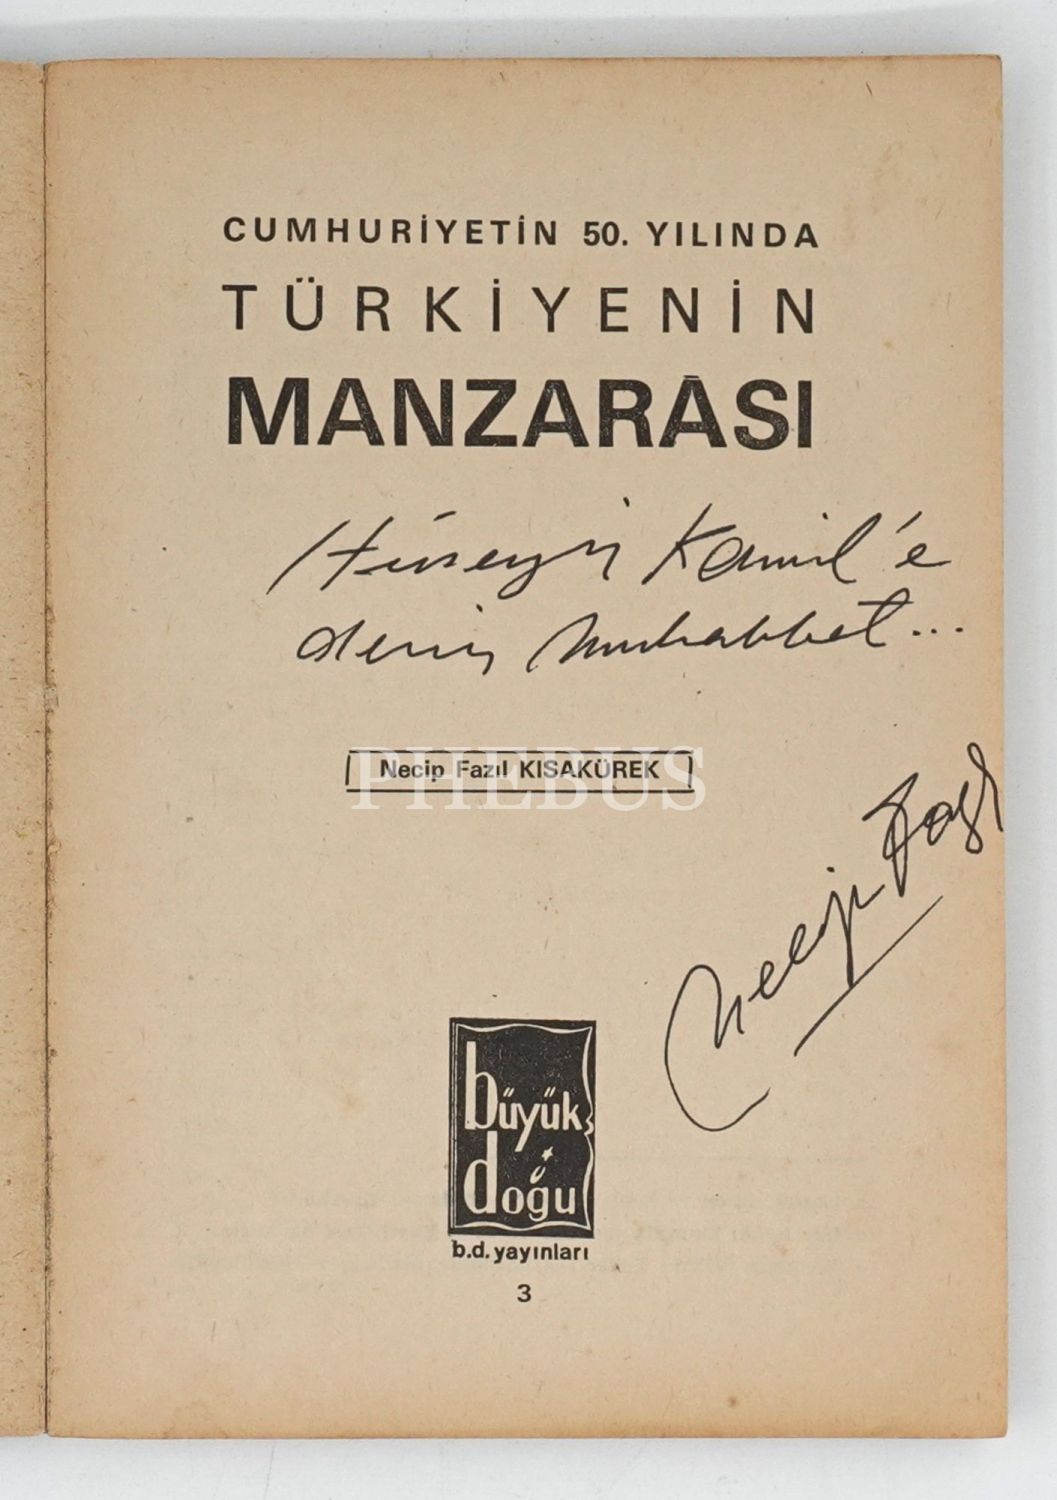 CUMHURİYETİN 50. YILINDA
TÜRKİYENİN
MANZARASI
Hüseyin Kamil'e
derin muhabbet...
Necip Fazıl KISAKÜREK
PHEBUS
Necip Fazıl
büyük
doğu
b.d. yayınları
3